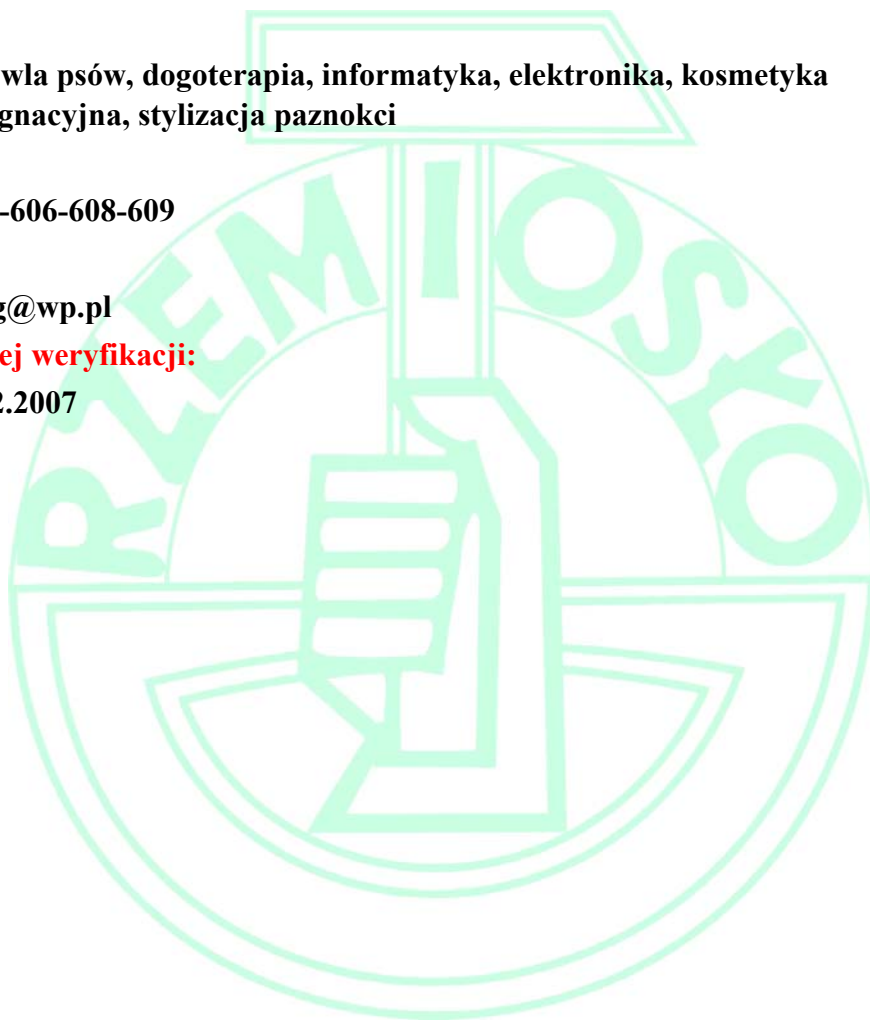 wla psów, dogoterapia, informatyka, elektronika, kosmetyka
gnacyjna, stylizacja paznokci
-606-608-609
g@wp.pl
ej weryfikacji:
2.2007
RZEMIOSŁO